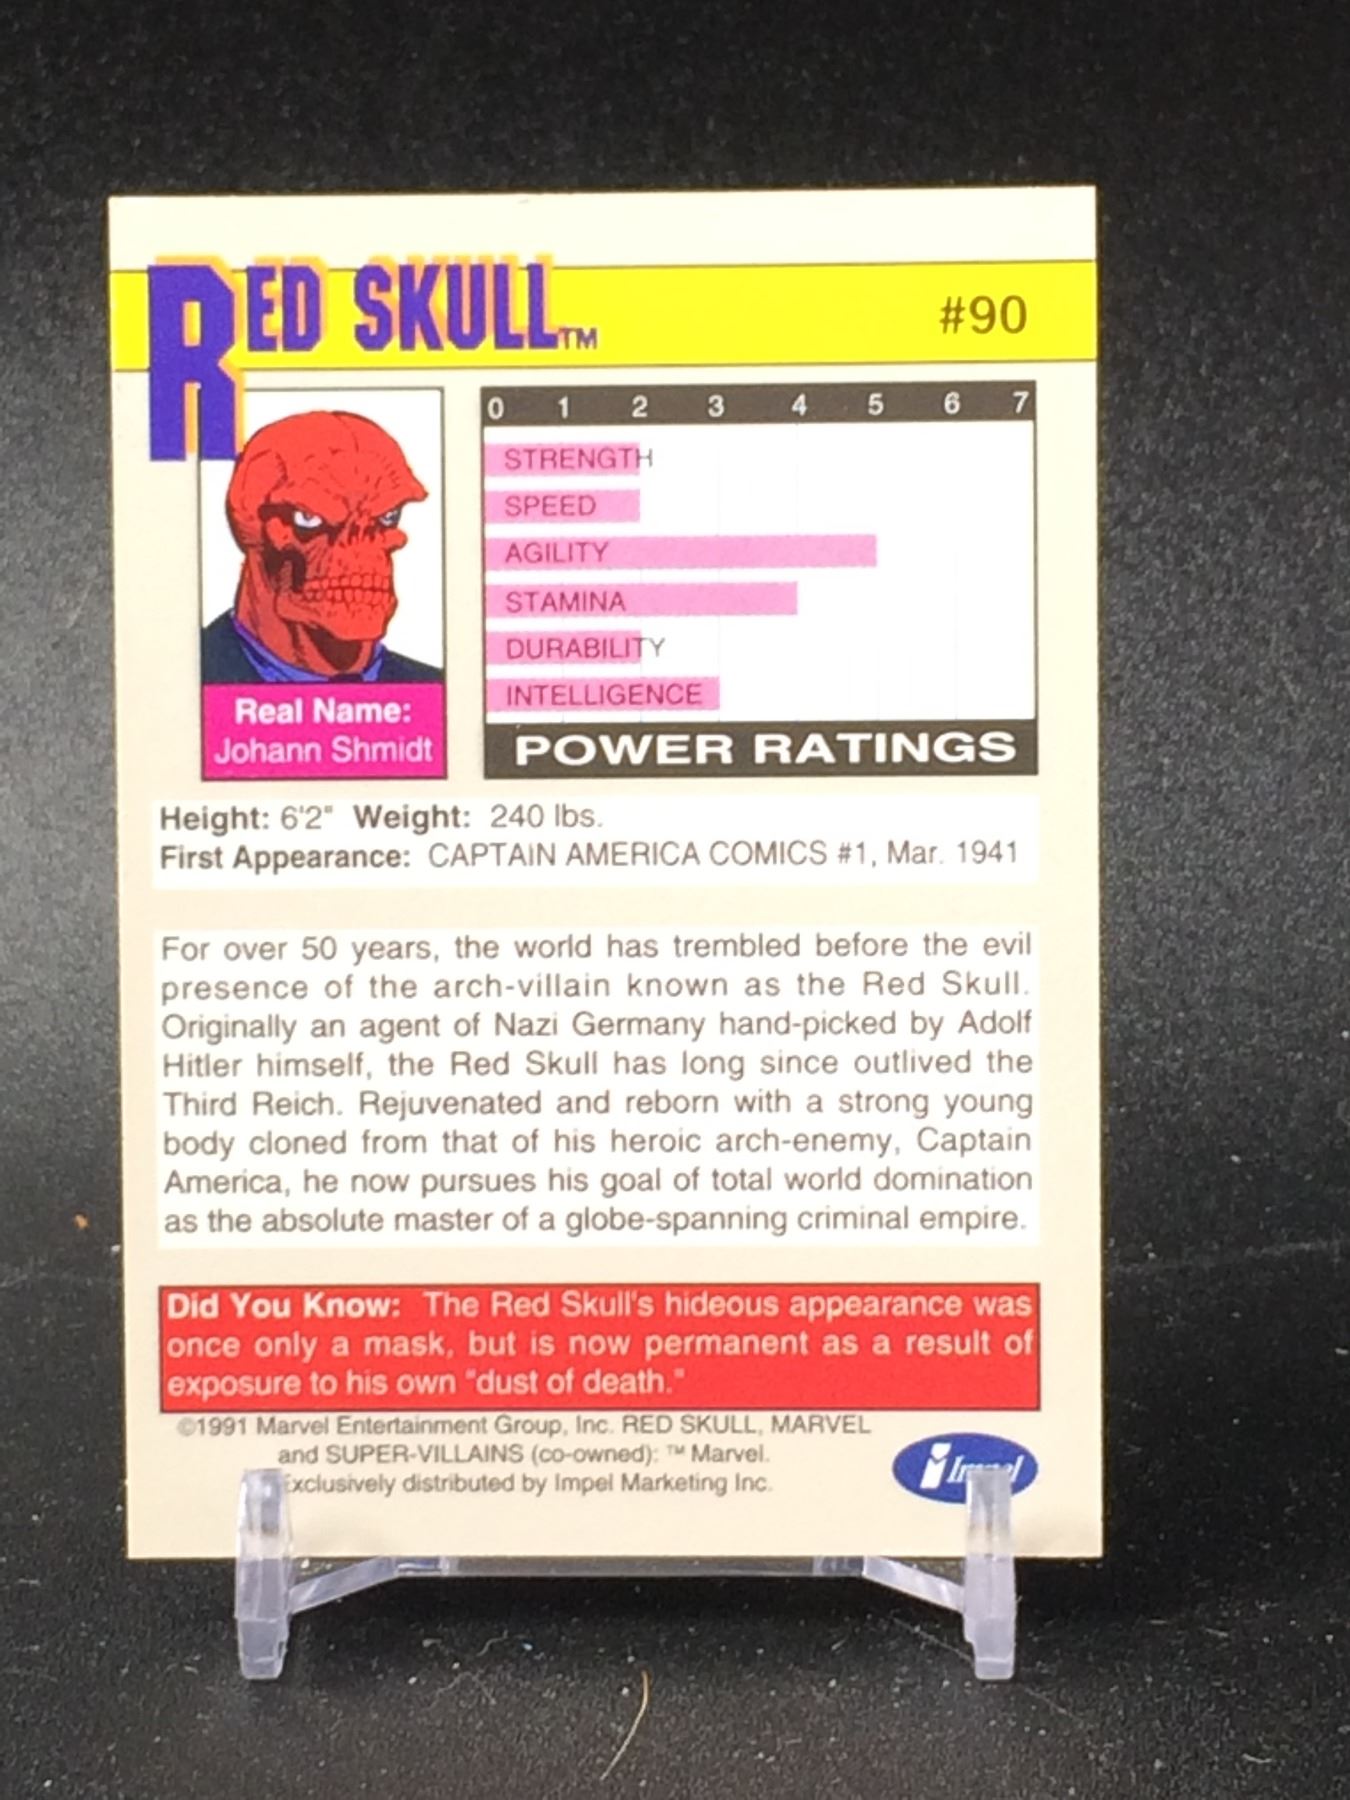 RED SKULL™
#90
0 1 2 3 4 5 6 7
STRENGTH
SPEED
AGILITY
STAMINA
DURABILITY
INTELLIGENCE
POWER RATINGS
Real Name:
Johann Shmidt
Height: 6'2" Weight: 240 lbs.
First Appearance: CAPTAIN AMERICA COMICS #1, Mar. 1941
For over 50 years, the world has trembled before the evil
presence of the arch-villain known as the Red Skull.
Originally an agent of Nazi Germany hand-picked by Adolf
Hitler himself, the Red Skull has long since outlived the
Third Reich. Rejuvenated and reborn with a strong young
body cloned from that of his heroic arch-enemy, Captain
America, he now pursues his goal of total world domination
as the absolute master of a globe-spanning criminal empire.
Did You Know: The Red Skull's hideous appearance was
once only a mask, but is now permanent as a result of
exposure to his own "dust of death."
©1991 Marvel Entertainment Group, Inc. RED SKULL, MARVEL
and SUPER-VILLAINS (co-owned): ™ Marvel.
Exclusively distributed by Impel Marketing Inc.
Impel